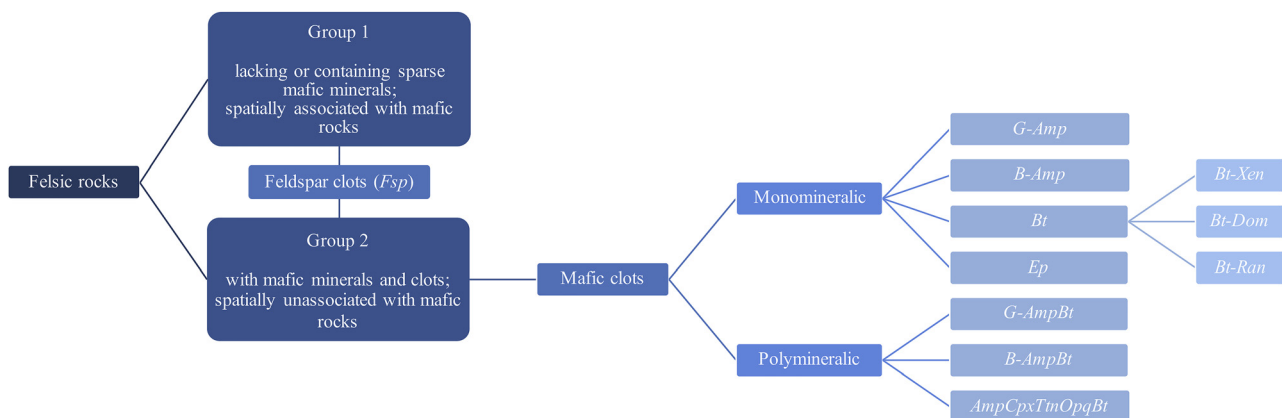 Group 1
lacking or containing sparse
mafic minerals;
spatially associated with mafic
rocks
Felsic rocks
Feldspar clots (Fsp)
Group 2
with mafic minerals and clots;
spatially unassociated with mafic
rocks
Mafic clots
Monomineralic
G-Amp
B-Amp
Bt
Ep
Bt-Xen
Bt-Dom
Bt-Ran
Polymineralic
G-AmpBt
B-AmpBt
AmpCpxTtnOpqBt